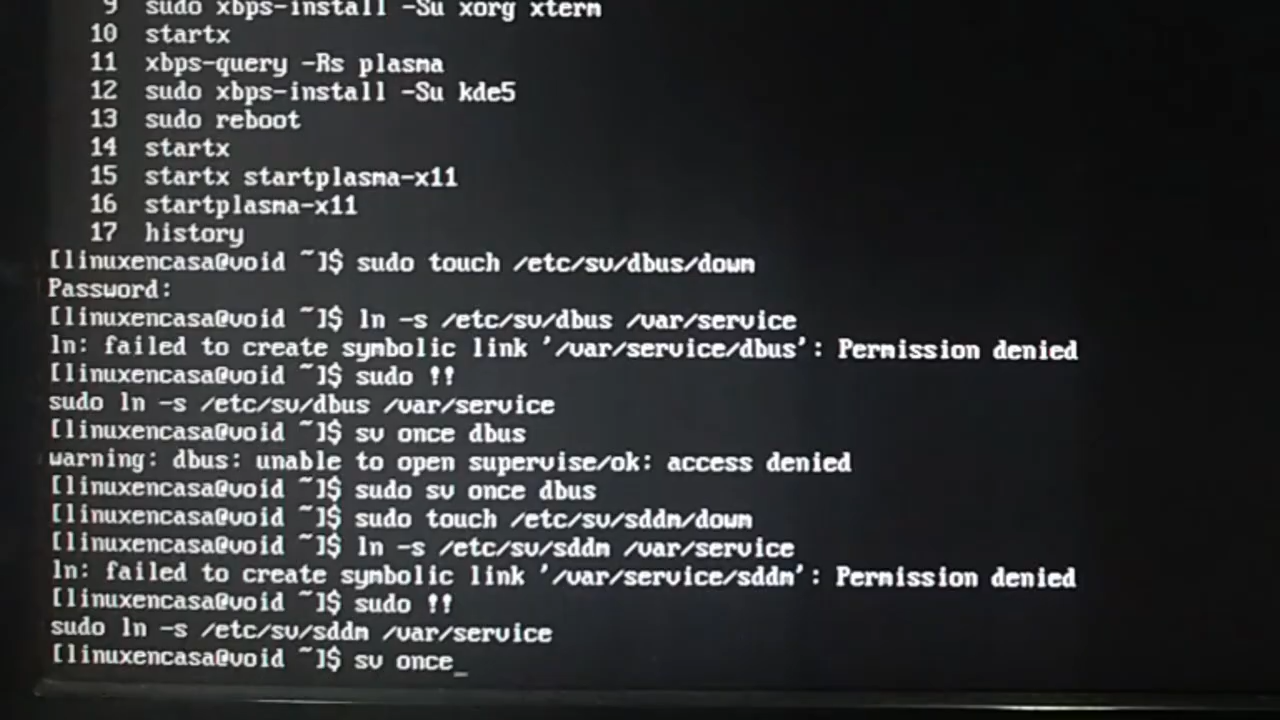 9 sudo xbps-install -Su xorg xterm
10 startx
11 xbps-query -Rs plasma
12 sudo xbps-install -Su kde5
13 sudo reboot
14 startx
15 startx startplasma-x11
16 startplasma-x11
17 history
[linuxencasa@void ~]$ sudo touch /etc/sv/dbus/down
Password:
[linuxencasa@void ~]$ ln -s /etc/sv/dbus /var/service
ln: failed to create symbolic link '/var/service/dbus': Permission denied
[linuxencasa@void ~]$ sudo !!
sudo ln -s /etc/sv/dbus /var/service
[linuxencasa@void ~]$ sv once dbus
warning: dbus: unable to open supervise/ok: access denied
[linuxencasa@void ~]$ sudo sv once dbus
[linuxencasa@void ~]$ sudo touch /etc/sv/sddm/down
[linuxencasa@void ~]$ ln -s /etc/sv/sddm /var/service
ln: failed to create symbolic link '/var/service/sddm': Permission denied
[linuxencasa@void ~]$ sudo !!
sudo ln -s /etc/sv/sddm /var/service
[linuxencasa@void ~]$ sv once_